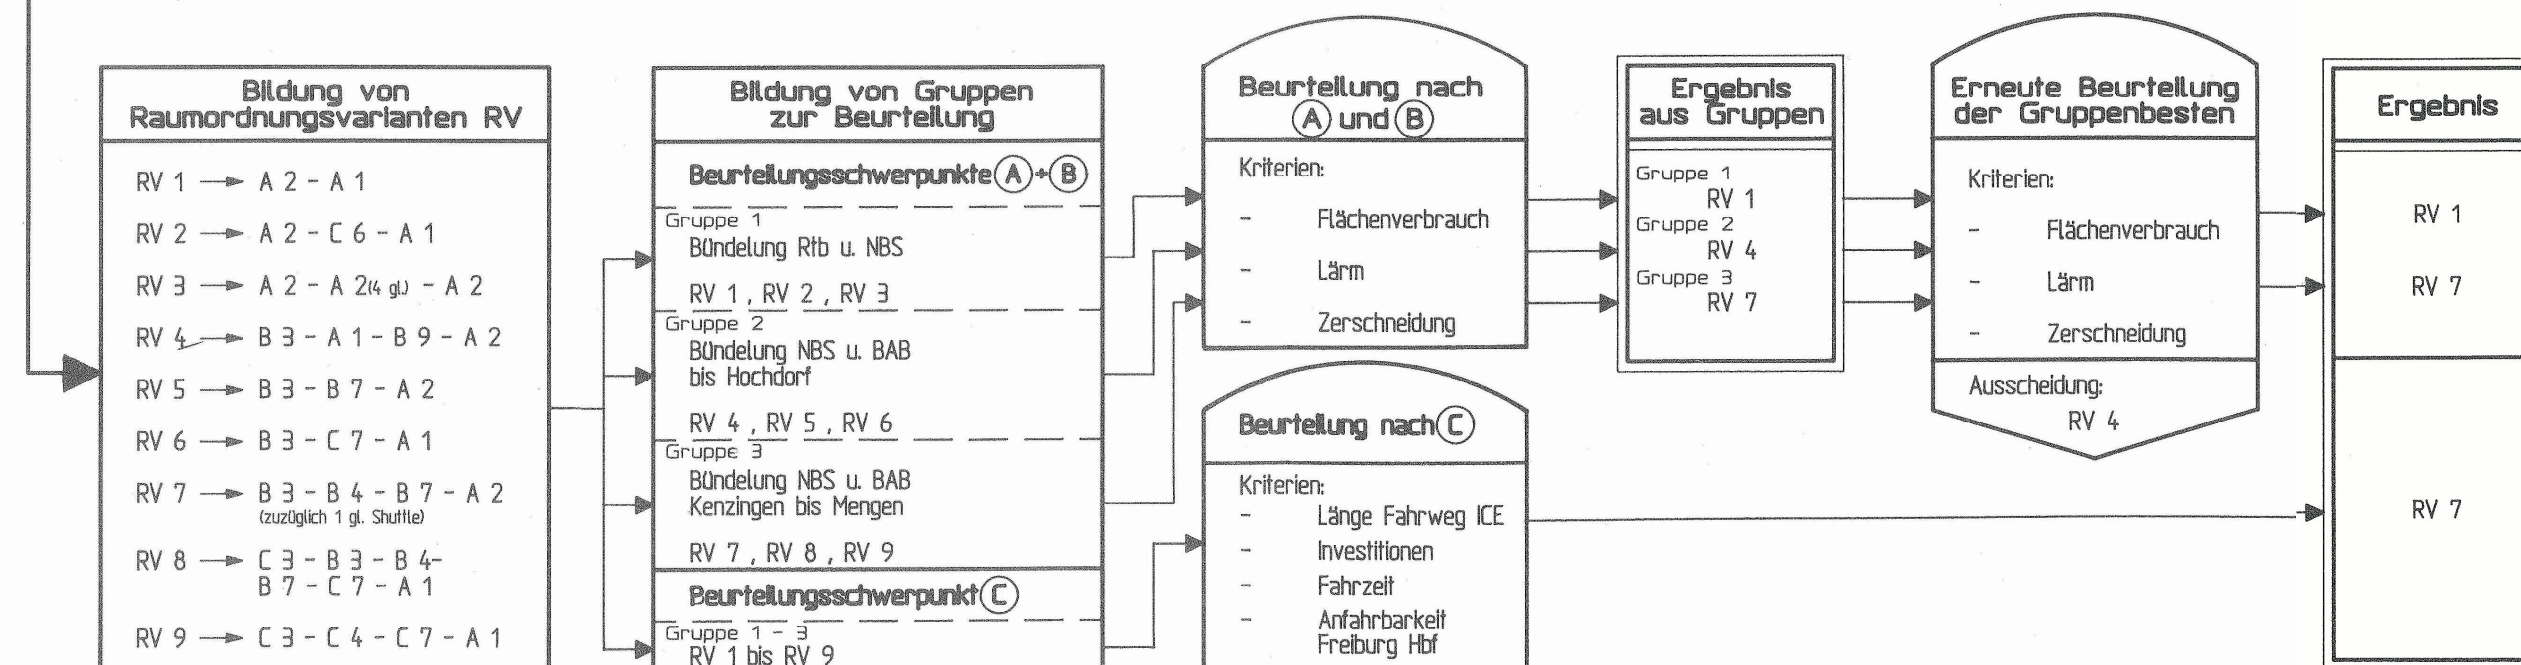 Bildung von
Raumordnungsvarianten RV
RV 1 → A 2 - A 1
RV 2 → A 2 - C 6 - A 1
RV 3 → A 2 - A 2(4 gl.) - A 2
RV 4 → B 3 - A 1 - B 9 - A 2
RV 5 → B 3 - B 7 - A 2
RV 6 → B 3 - C 7 - A 1
RV 7 → B 3 - B 4 - B 7 - A 2
(zuzüglich 1 gl. Shuttle)
RV 8 → C 3 - B 3 - B 4-
B 7 - C 7 - A 1
RV 9 → C 3 - C 4 - C 7 - A 1
Bildung von Gruppen
zur Beurteilung
Beurteilungsschwerpunkte A + B
Gruppe 1
Bündelung Rtb u. NBS
RV 1 , RV 2 , RV 3
Gruppe 2
Bündelung NBS u. BAB
bis Hochdorf
RV 4 , RV 5 , RV 6
Gruppe 3
Bündelung NBS u. BAB
Kenzingen bis Mengen
RV 7 , RV 8 , RV 9
Beurteilungsschwerpunkt C
Gruppe 1 - 3
RV 1 bis RV 9
Beurteilung nach
A und B
Kriterien:
- Flächenverbrauch
- Lärm
- Zerschneidung
Beurteilung nach C
Kriterien:
- Länge Fahrweg ICE
- Investitionen
- Fahrzeit
- Anfahrbarkeit
Freiburg Hbf
Ergebnis
aus Gruppen
Gruppe 1
RV 1
Gruppe 2
RV 4
Gruppe 3
RV 7
Erneute Beurteilung
der Gruppenbesten
Kriterien:
- Flächenverbrauch
- Lärm
- Zerschneidung
Ausscheidung:
RV 4
Ergebnis
RV 1
RV 7
RV 7